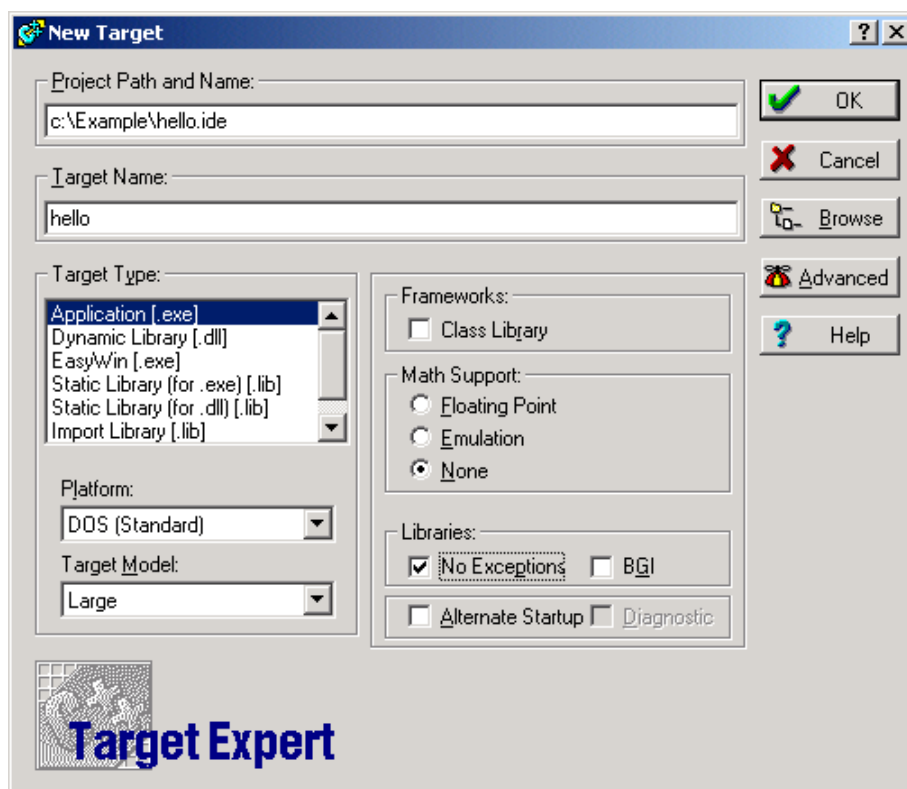 New Target
Project Path and Name:
c:\Example\hello.ide
Target Name:
hello
OK
Cancel
Browse
Advanced
Help
Target Type:
Application [.exe]
Dynamic Library [.dll]
EasyWin [.exe]
Static Library (for .exe) [.lib]
Static Library (for .dll) [.lib]
Import Library [.lib]
Platform:
DOS (Standard)
Target Model:
Large
Frameworks:
Class Library
Math Support:
Floating Point
Emulation
None
Libraries:
No Exceptions BGI
Alternate Startup Diagnostic
Target Expert